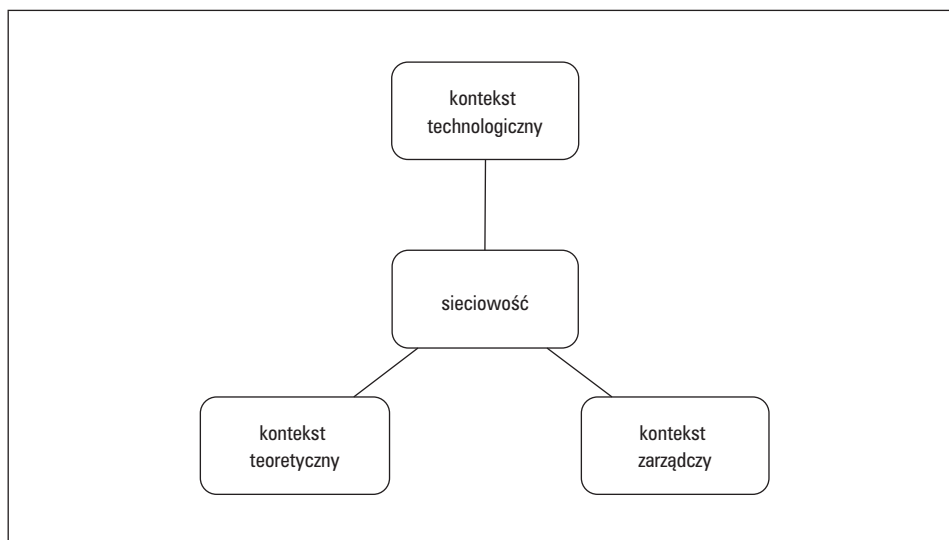 kontekst
technologiczny
sieciowość
kontekst
teoretyczny
kontekst
zarządczy